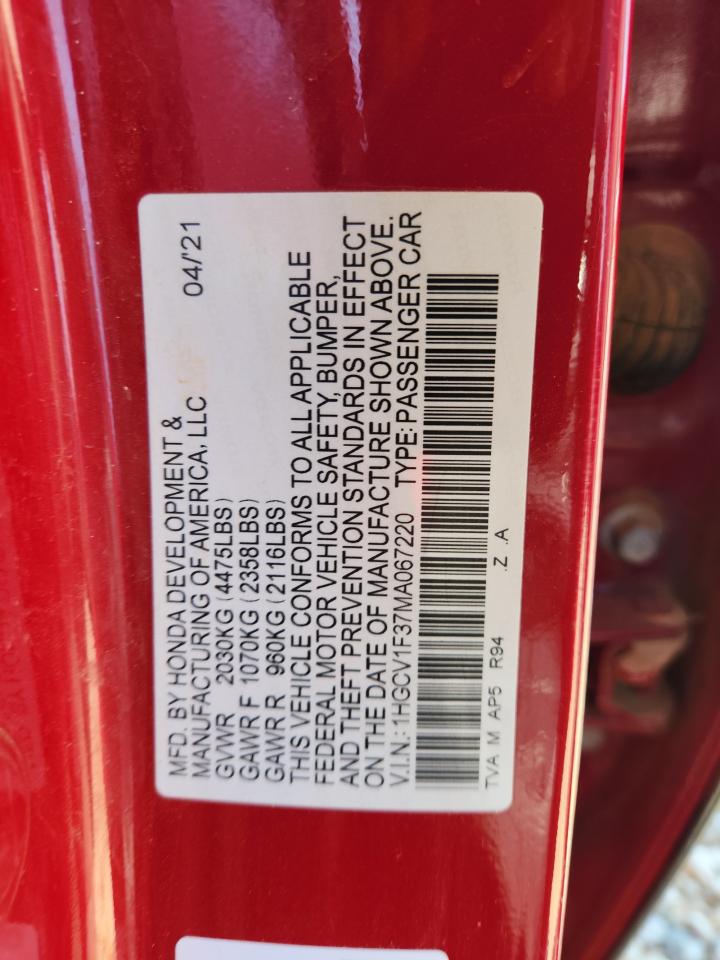 MFD. BY HONDA DEVELOPMENT &
MANUFACTURING OF AMERICA, LLC 04/'21
GVWR 2030KG (4475LBS)
GAWR F 1070KG (2358LBS)
GAWR R 960KG (2116LBS)
THIS VEHICLE CONFORMS TO ALL APPLICABLE
FEDERAL MOTOR VEHICLE SAFETY, BUMPER,
AND THEFT PREVENTION STANDARDS IN EFFECT
ON THE DATE OF MANUFACTURE SHOWN ABOVE.
V.I.N.: 1HGCV1F37MA067220 TYPE: PASSENGER CAR
TVA M AP5 R94 .Z .A